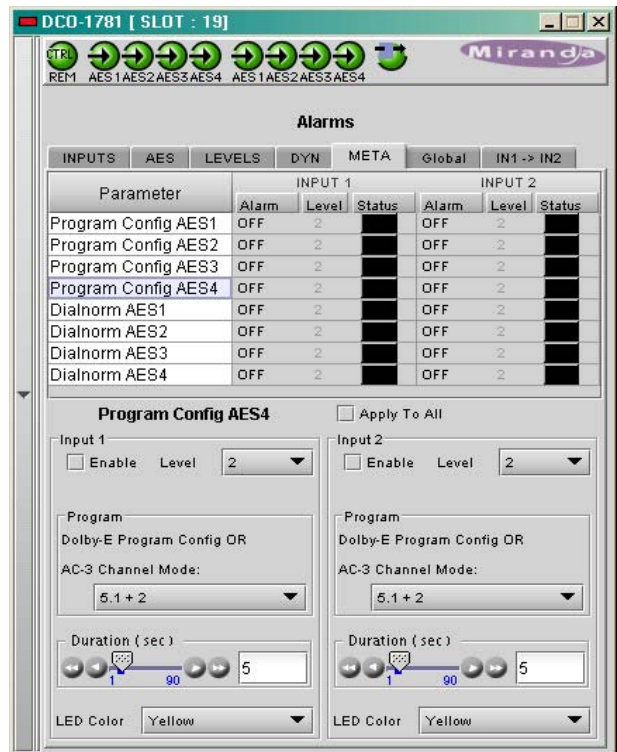 DCO-1781 [ SLOT : 19]
CTRL
REM AES1 AES2 AES3 AES4 AES1 AES2 AES3 AES4
Miranda
Alarms
INPUTS AES LEVELS DYN META Global IN1 -> IN2
Parameter INPUT 1 INPUT 2
Alarm Level Status Alarm Level Status
Program Config AES1 OFF 2 OFF 2
Program Config AES2 OFF 2 OFF 2
Program Config AES3 OFF 2 OFF 2
Program Config AES4 OFF 2 OFF 2
Dialnorm AES1 OFF 2 OFF 2
Dialnorm AES2 OFF 2 OFF 2
Dialnorm AES3 OFF 2 OFF 2
Dialnorm AES4 OFF 2 OFF 2
Program Config AES4 Apply To All
Input 1 Input 2
Enable Level 2 Enable Level 2
Program Program
Dolby-E Program Config OR Dolby-E Program Config OR
AC-3 Channel Mode: AC-3 Channel Mode:
5.1 + 2 5.1 + 2
Duration ( sec ) Duration ( sec )
1 90 5 1 90 5
LED Color Yellow LED Color Yellow